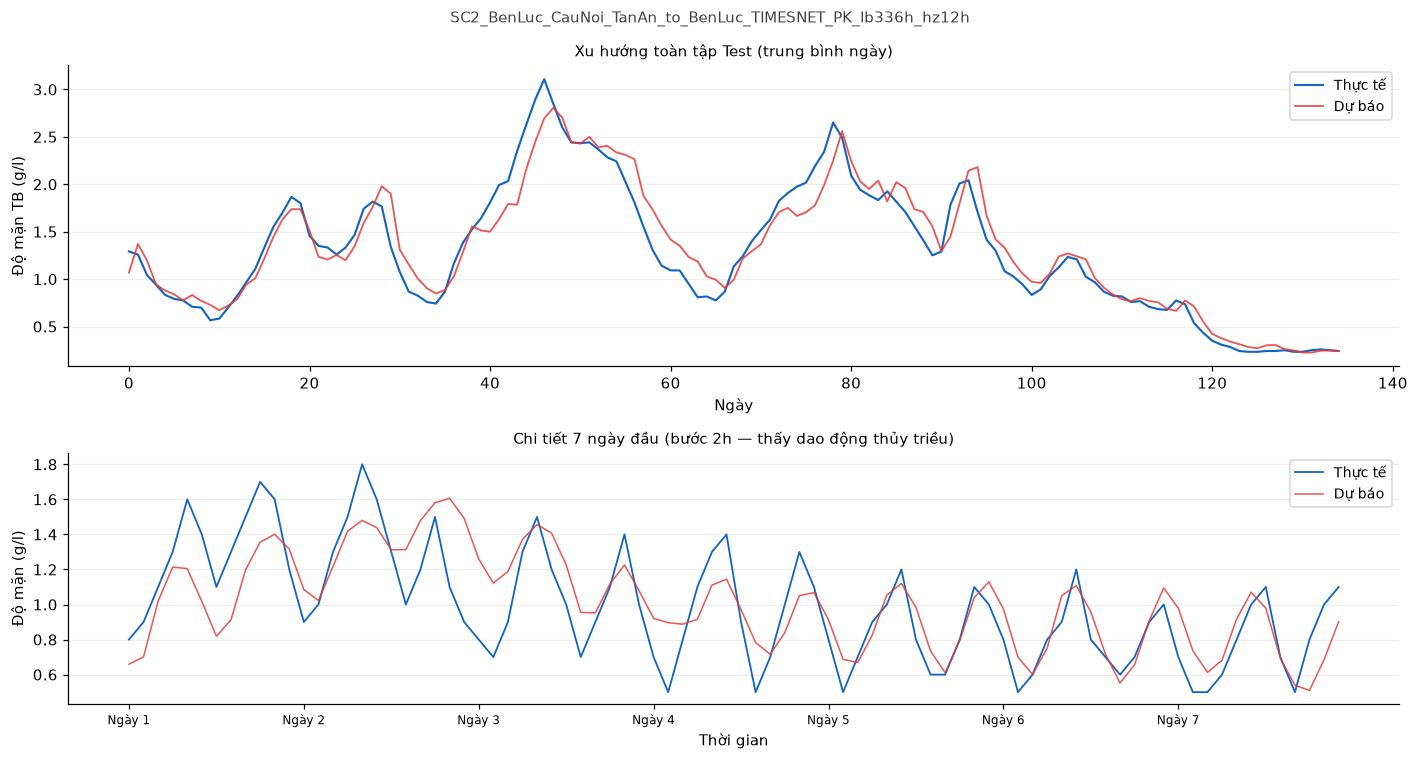 SC2_BenLuc_CauNoi_TanAn_to_BenLuc_TIMESNET_PK_lb336h_hz12h
Xu hướng toàn tập Test (trung bình ngày)
Độ mặn TB (g/l)
3.0
2.5
2.0
1.5
1.0
0.5
Thực tế
Dự báo
0 20 40 60 80 100 120 140
Ngày
Chi tiết 7 ngày đầu (bước 2h — thấy dao động thủy triều)
Độ mặn (g/l)
1.8
1.6
1.4
1.2
1.0
0.8
0.6
Thực tế
Dự báo
Ngày 1 Ngày 2 Ngày 3 Ngày 4 Ngày 5 Ngày 6 Ngày 7
Thời gian